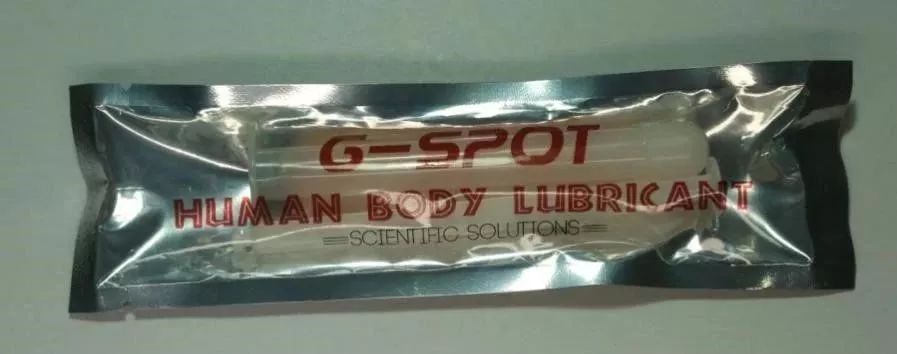 G-SPOT
HUMAN BODY LUBRICANT
SCIENTIFIC SOLUTIONS